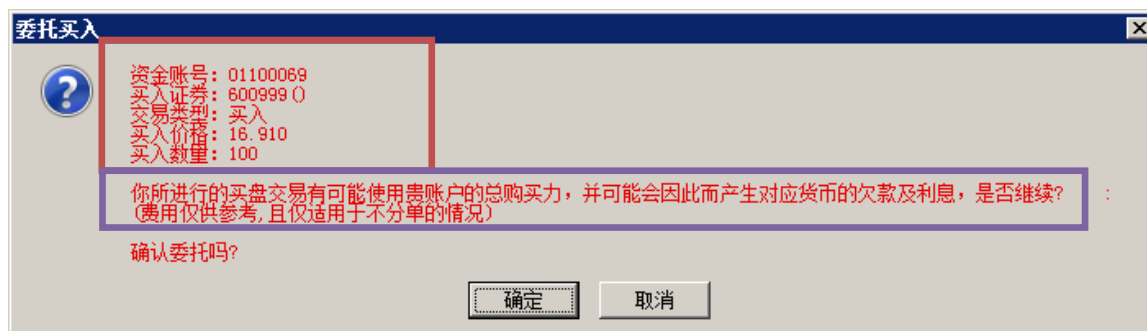 委托买入
资金账号: 01100069
买入证券: 600999()
交易类型: 买入
买入价格: 16.910
买入数量: 100
你所进行的买盘交易有可能使用贵账户的总购买力，并可能会因此而产生对应货币的欠款及利息，是否继续? :
(费用仅供参考,且仅适用于不分单的情况)
确认委托吗?
确定 取消